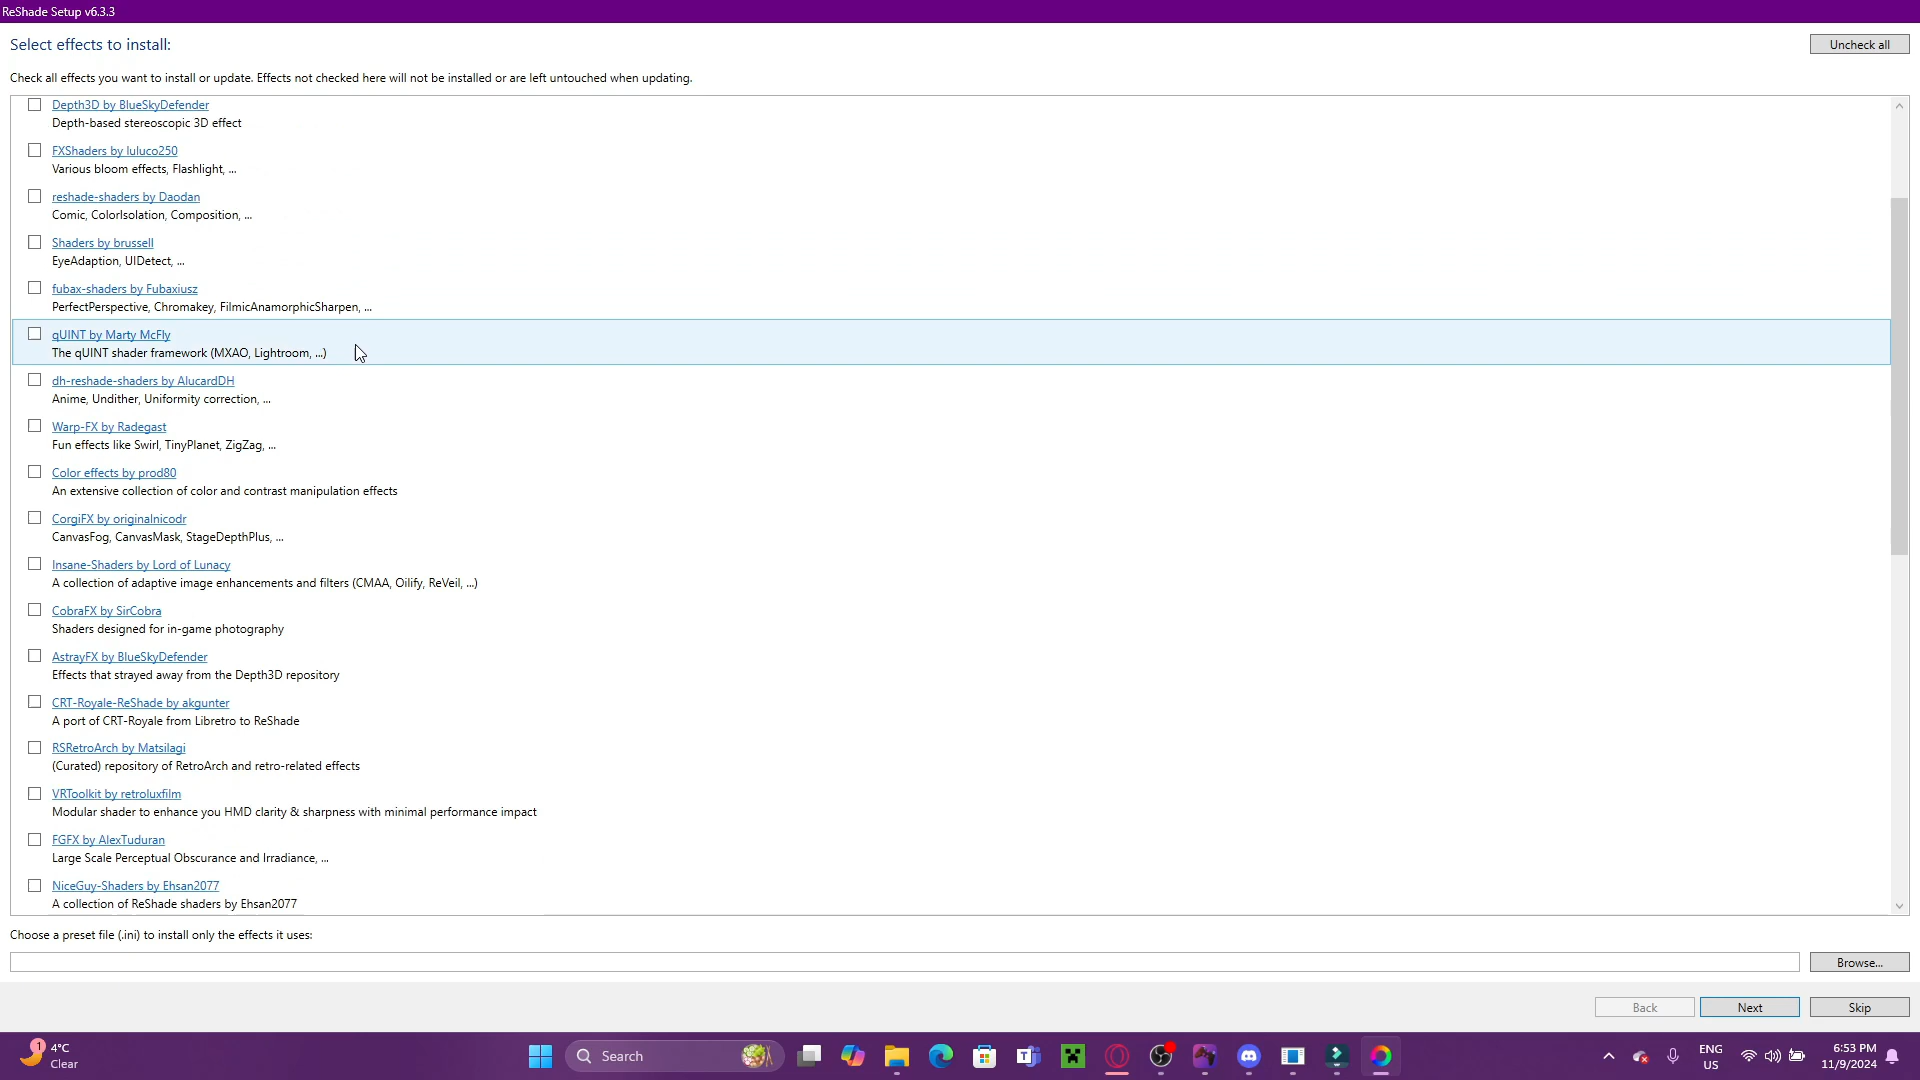 ReShade Setup v6.3.3
Select effects to install:
Uncheck all
Check all effects you want to install or update. Effects not checked here will not be installed or are left untouched when updating.
Depth3D by BlueSkyDefender
Depth-based stereoscopic 3D effect
FXShaders by luluco250
Various bloom effects, Flashlight, ...
reshade-shaders by Daodan
Comic, ColorIsolation, Composition, ...
Shaders by brussell
EyeAdaption, UIDetect, ...
fubax-shaders by Fubaxiusz
PerfectPerspective, Chromakey, FilmicAnamorphicSharpen, ...
qUINT by Marty McFly
The qUINT shader framework (MXAO, Lightroom, ...)
dh-reshade-shaders by AlucardDH
Anime, Undither, Uniformity correction, ...
Warp-FX by Radegast
Fun effects like Swirl, TinyPlanet, ZigZag, ...
Color effects by prod80
An extensive collection of color and contrast manipulation effects
CorgiFX by originalnicodr
CanvasFog, CanvasMask, StageDepthPlus, ...
Insane-Shaders by Lord of Lunacy
A collection of adaptive image enhancements and filters (CMAA, Oilify, ReVeil, ...)
CobraFX by SirCobra
Shaders designed for in-game photography
AstrayFX by BlueSkyDefender
Effects that strayed away from the Depth3D repository
CRT-Royale-ReShade by akgunter
A port of CRT-Royale from Libretro to ReShade
RSRetroArch by Matsilagi
(Curated) repository of RetroArch and retro-related effects
VRToolkit by retroluxfilm
Modular shader to enhance you HMD clarity & sharpness with minimal performance impact
FGFX by AlexTuduran
Large Scale Perceptual Obscurance and Irradiance, ...
NiceGuy-Shaders by Ehsan2077
A collection of ReShade shaders by Ehsan2077
Choose a preset file (.ini) to install only the effects it uses:
Browse...
Back
Next
Skip
1
4°C
Clear
Search
ENG
US
6:53 PM
11/9/2024